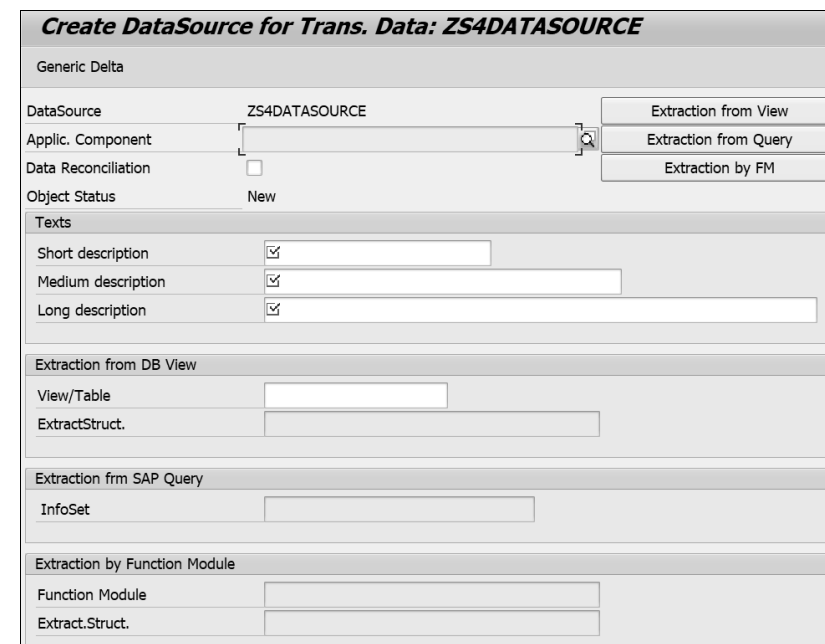 Create DataSource for Trans. Data: ZS4DATASOURCE
Generic Delta
DataSource ZS4DATASOURCE Extraction from View
Applic. Component Extraction from Query
Data Reconciliation Extraction by FM
Object Status New
Texts
Short description
Medium description
Long description
Extraction from DB View
View/Table
ExtractStruct.
Extraction frm SAP Query
InfoSet
Extraction by Function Module
Function Module
Extract.Struct.